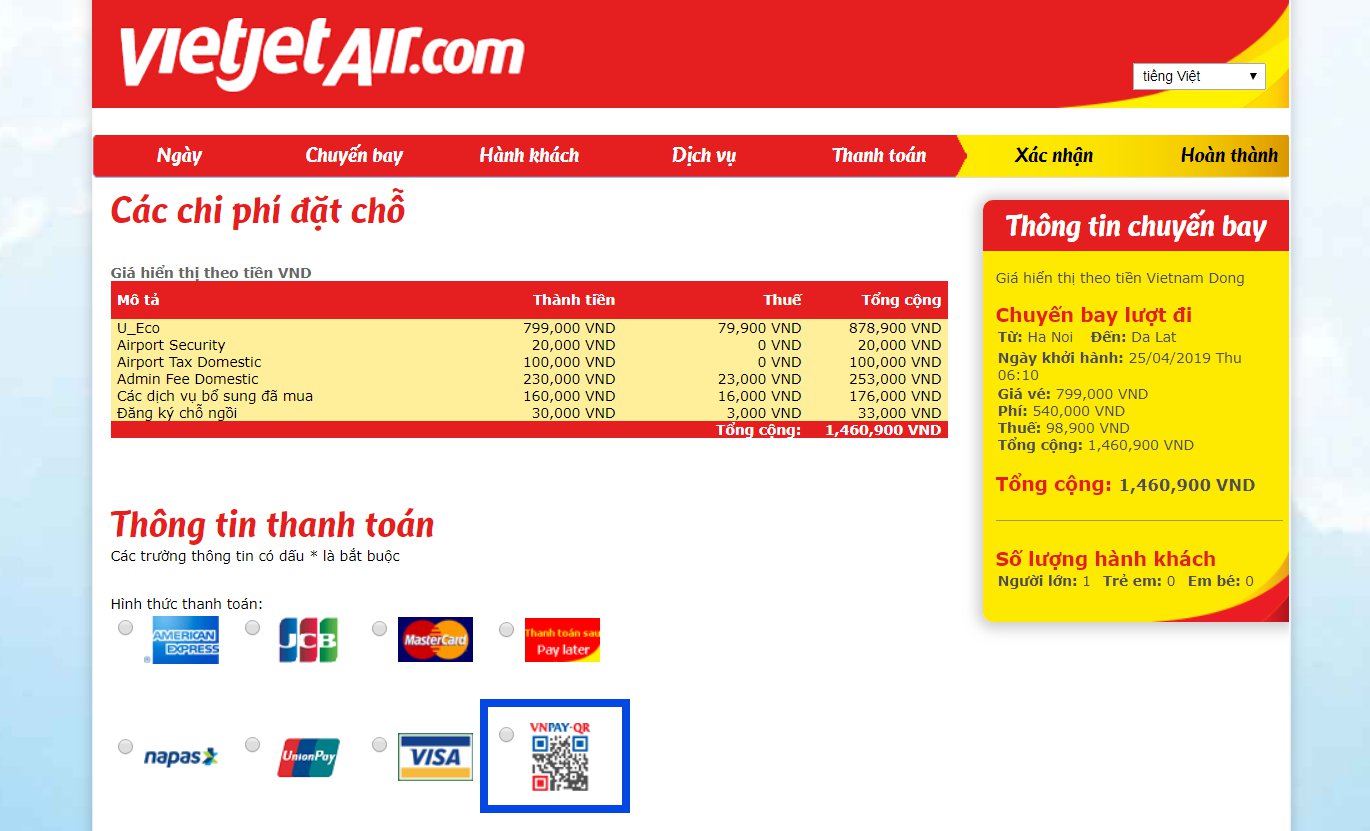 vietjetAir.com
tiếng Việt
Ngày Chuyến bay Hành khách Dịch vụ Thanh toán Xác nhận Hoàn thành
Các chi phí đặt chỗ
Giá hiển thị theo tiền VND
Mô tả Thành tiền Thuế Tổng cộng
U_Eco 799,000 VND 79,900 VND 878,900 VND
Airport Security 20,000 VND 0 VND 20,000 VND
Airport Tax Domestic 100,000 VND 0 VND 100,000 VND
Admin Fee Domestic 230,000 VND 23,000 VND 253,000 VND
Các dịch vụ bổ sung đã mua 160,000 VND 16,000 VND 176,000 VND
Đăng ký chỗ ngồi 30,000 VND 3,000 VND 33,000 VND
Tổng cộng: 1,460,900 VND
Thông tin thanh toán
Các trường thông tin có dấu * là bắt buộc
Hình thức thanh toán:
AMERICAN
EXPRESS
JCB
MasterCard
Thanh toán sau
Pay later
napas
UnionPay
VISA
VNPAY-QR
Thông tin chuyến bay
Giá hiển thị theo tiền Vietnam Dong
Chuyến bay lượt đi
Từ: Ha Noi Đến: Da Lat
Ngày khởi hành: 25/04/2019 Thu
06:10
Giá vé: 799,000 VND
Phí: 540,000 VND
Thuế: 98,900 VND
Tổng cộng: 1,460,900 VND
Tổng cộng: 1,460,900 VND
Số lượng hành khách
Người lớn: 1 Trẻ em: 0 Em bé: 0